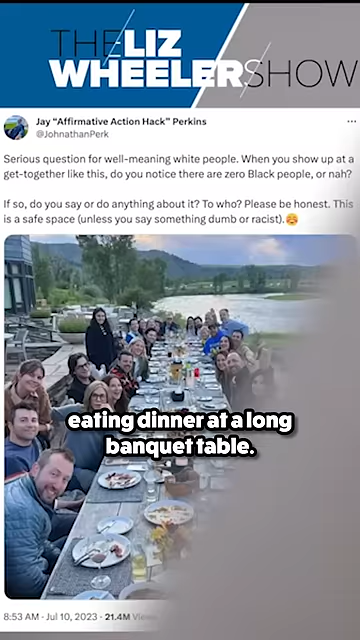 THE LIZ
WHEELER SHOW
Jay “Affirmative Action Hack” Perkins
@JohnathanPerk
Serious question for well-meaning white people. When you show up at a
get-together like this, do you notice there are zero Black people, or nah?
If so, do you say or do anything about it? To who? Please be honest. This
is a safe space (unless you say something dumb or racist).😊
eating dinner at a long
banquet table.
8:53 AM · Jul 10, 2023 · 21.4M Views